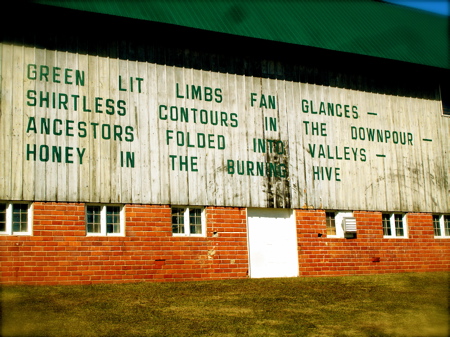 GREEN LIT LIMBS FAN GLANCES —
SHIRTLESS CONTOURS IN THE DOWNPOUR —
ANCESTORS FOLDED INTO VALLEYS —
HONEY IN THE BURNING HIVE